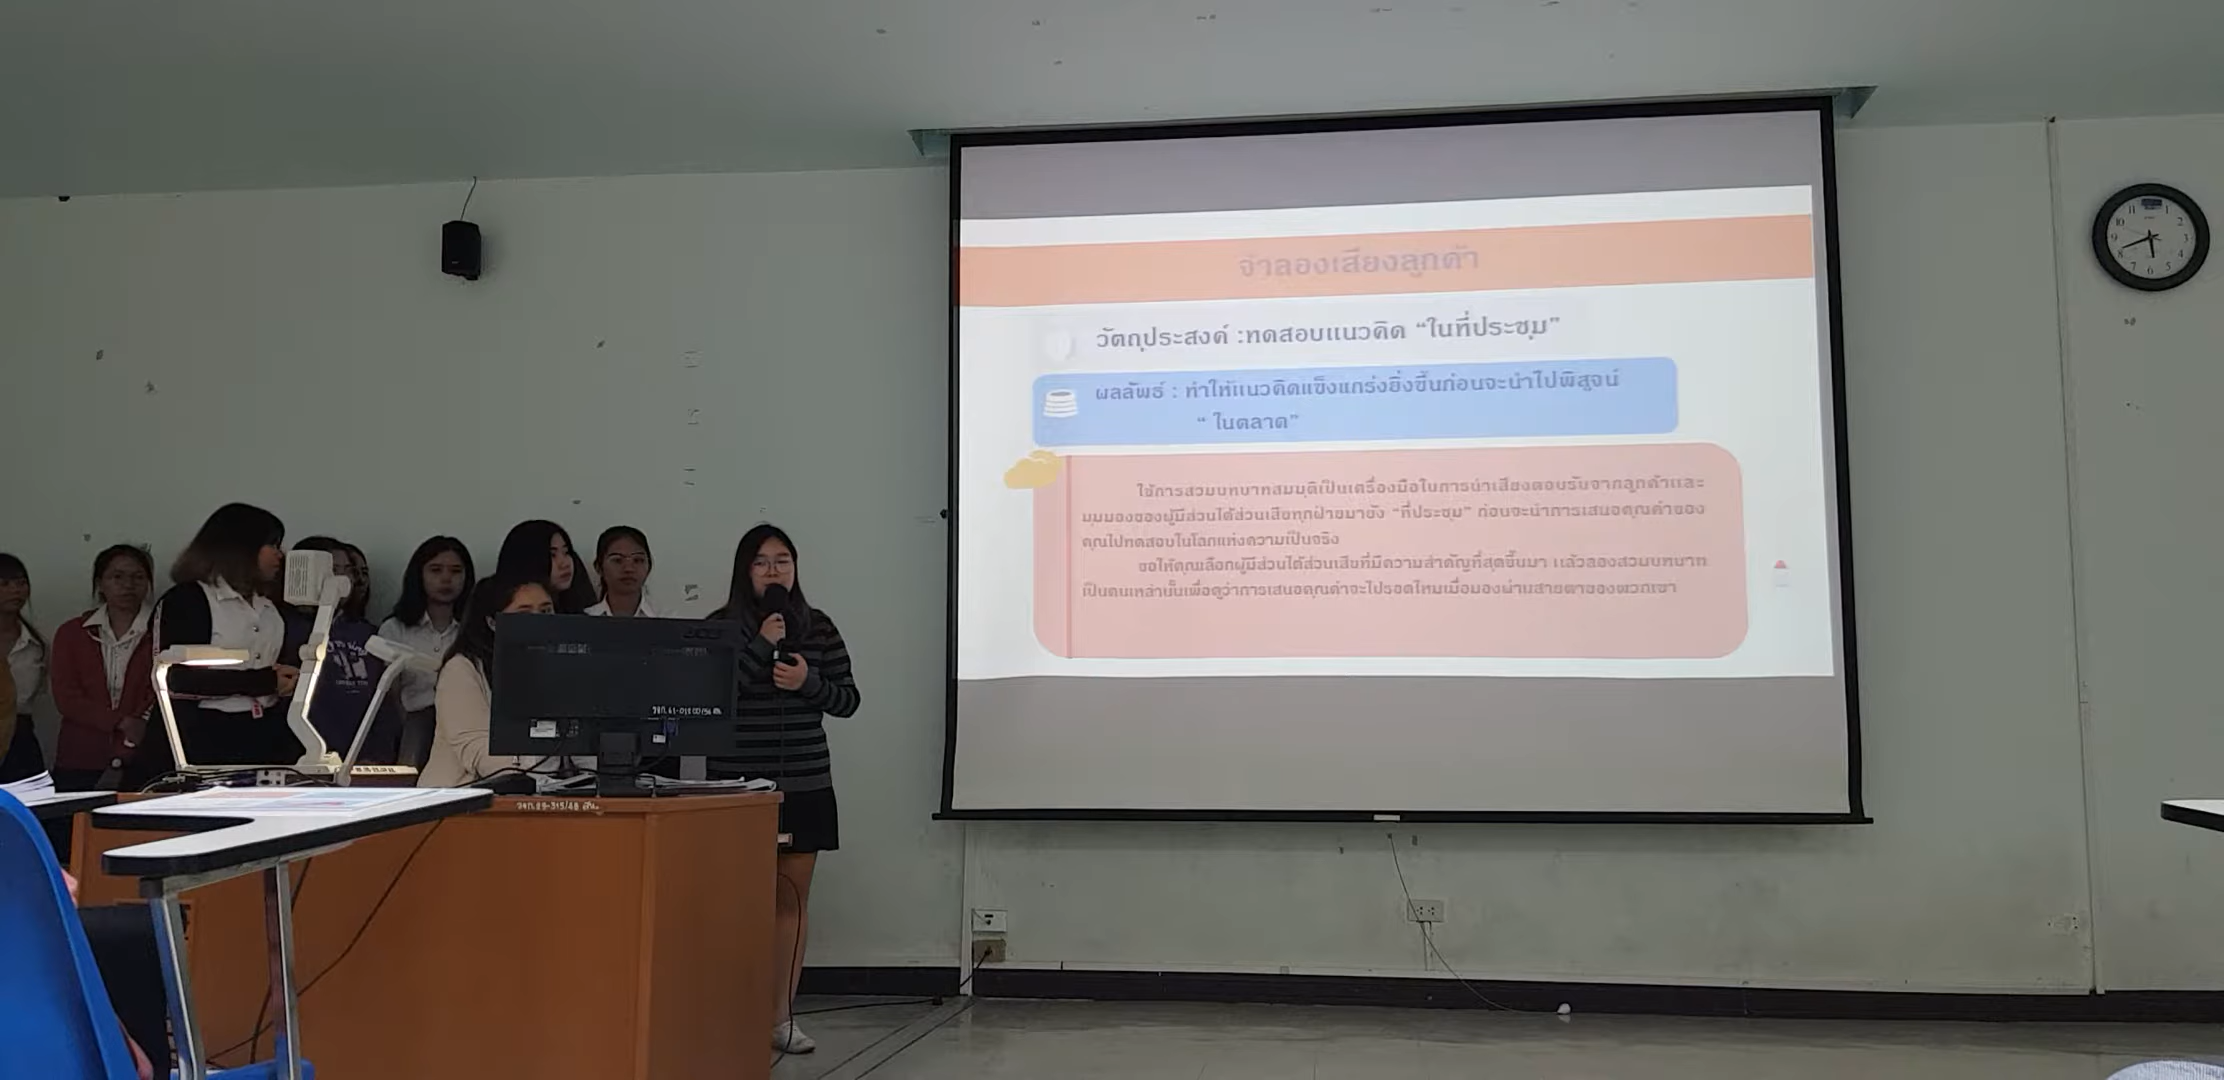 จำลองเสียงลูกค้า
วัตถุประสงค์ :ทดสอบแนวคิด “ในที่ประชุม”
ผลลัพธ์ : ทำให้แนวคิดแข็งแกร่งยิ่งขึ้นก่อนจะนำไปพิสูจน์
“ ในตลาด”
ใช้การสวมบทบาทสมมุติเป็นเครื่องมือในการนำเสียงตอบรับจากลูกค้าและ
มุมมองของผู้มีส่วนได้ส่วนเสียทุกฝ่ายมายัง “ที่ประชุม” ก่อนจะนำการเสนอคุณค่าของ
คุณไปทดสอบในโลกแห่งความเป็นจริง
ขอให้คุณเลือกผู้มีส่วนได้ส่วนเสียที่มีความสำคัญที่สุดขึ้นมา แล้วลองสวมบทบาท
เป็นคนเหล่านั้นเพื่อดูว่าการเสนอคุณค่าจะไปรอดไหมเมื่อมองผ่านสายตาของพวกเขา
11 1
10 2
9 3
8 4
7 6 5